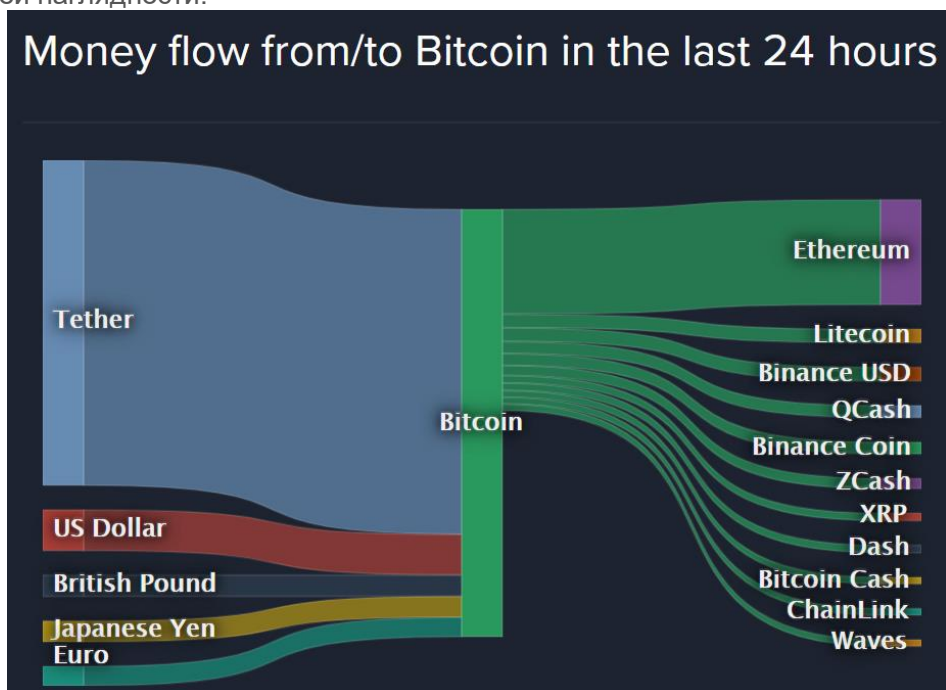 наглядности:
Money flow from/to Bitcoin in the last 24 hours
Tether
US Dollar
British Pound
Japanese Yen
Euro
Bitcoin
Ethereum
Litecoin
Binance USD
QCash
Binance Coin
ZCash
XRP
Dash
Bitcoin Cash
ChainLink
Waves